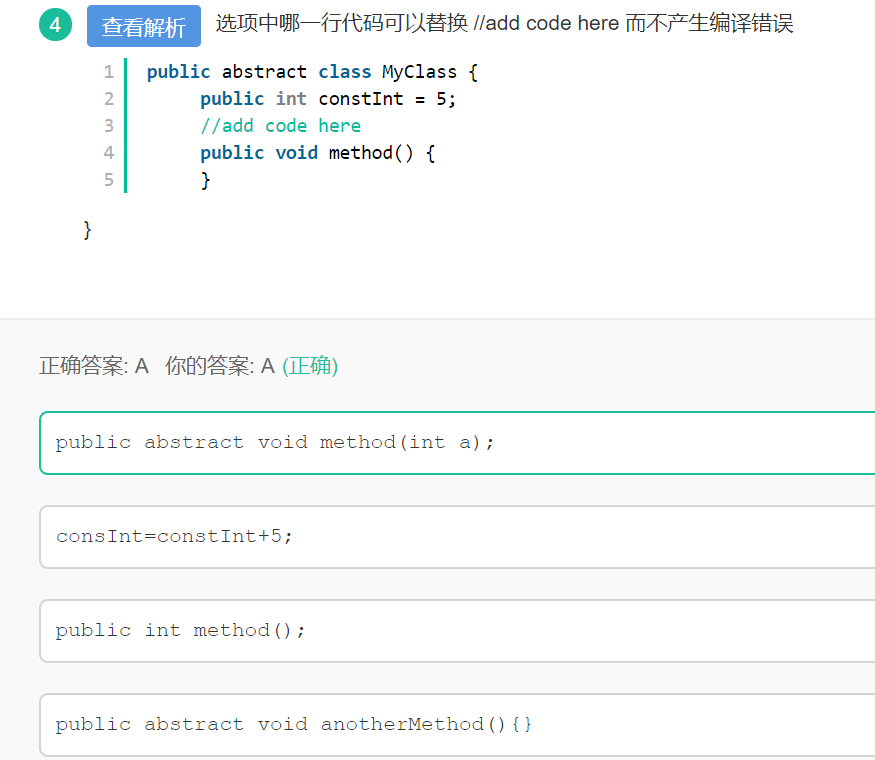 4 查看解析 选项中哪一行代码可以替换 //add code here 而不产生编译错误
1 public abstract class MyClass {
2 public int constInt = 5;
3 //add code here
4 public void method() {
5 }
}
正确答案: A 你的答案: A (正确)
public abstract void method(int a);
consInt=constInt+5;
public int method();
public abstract void anotherMethod(){}